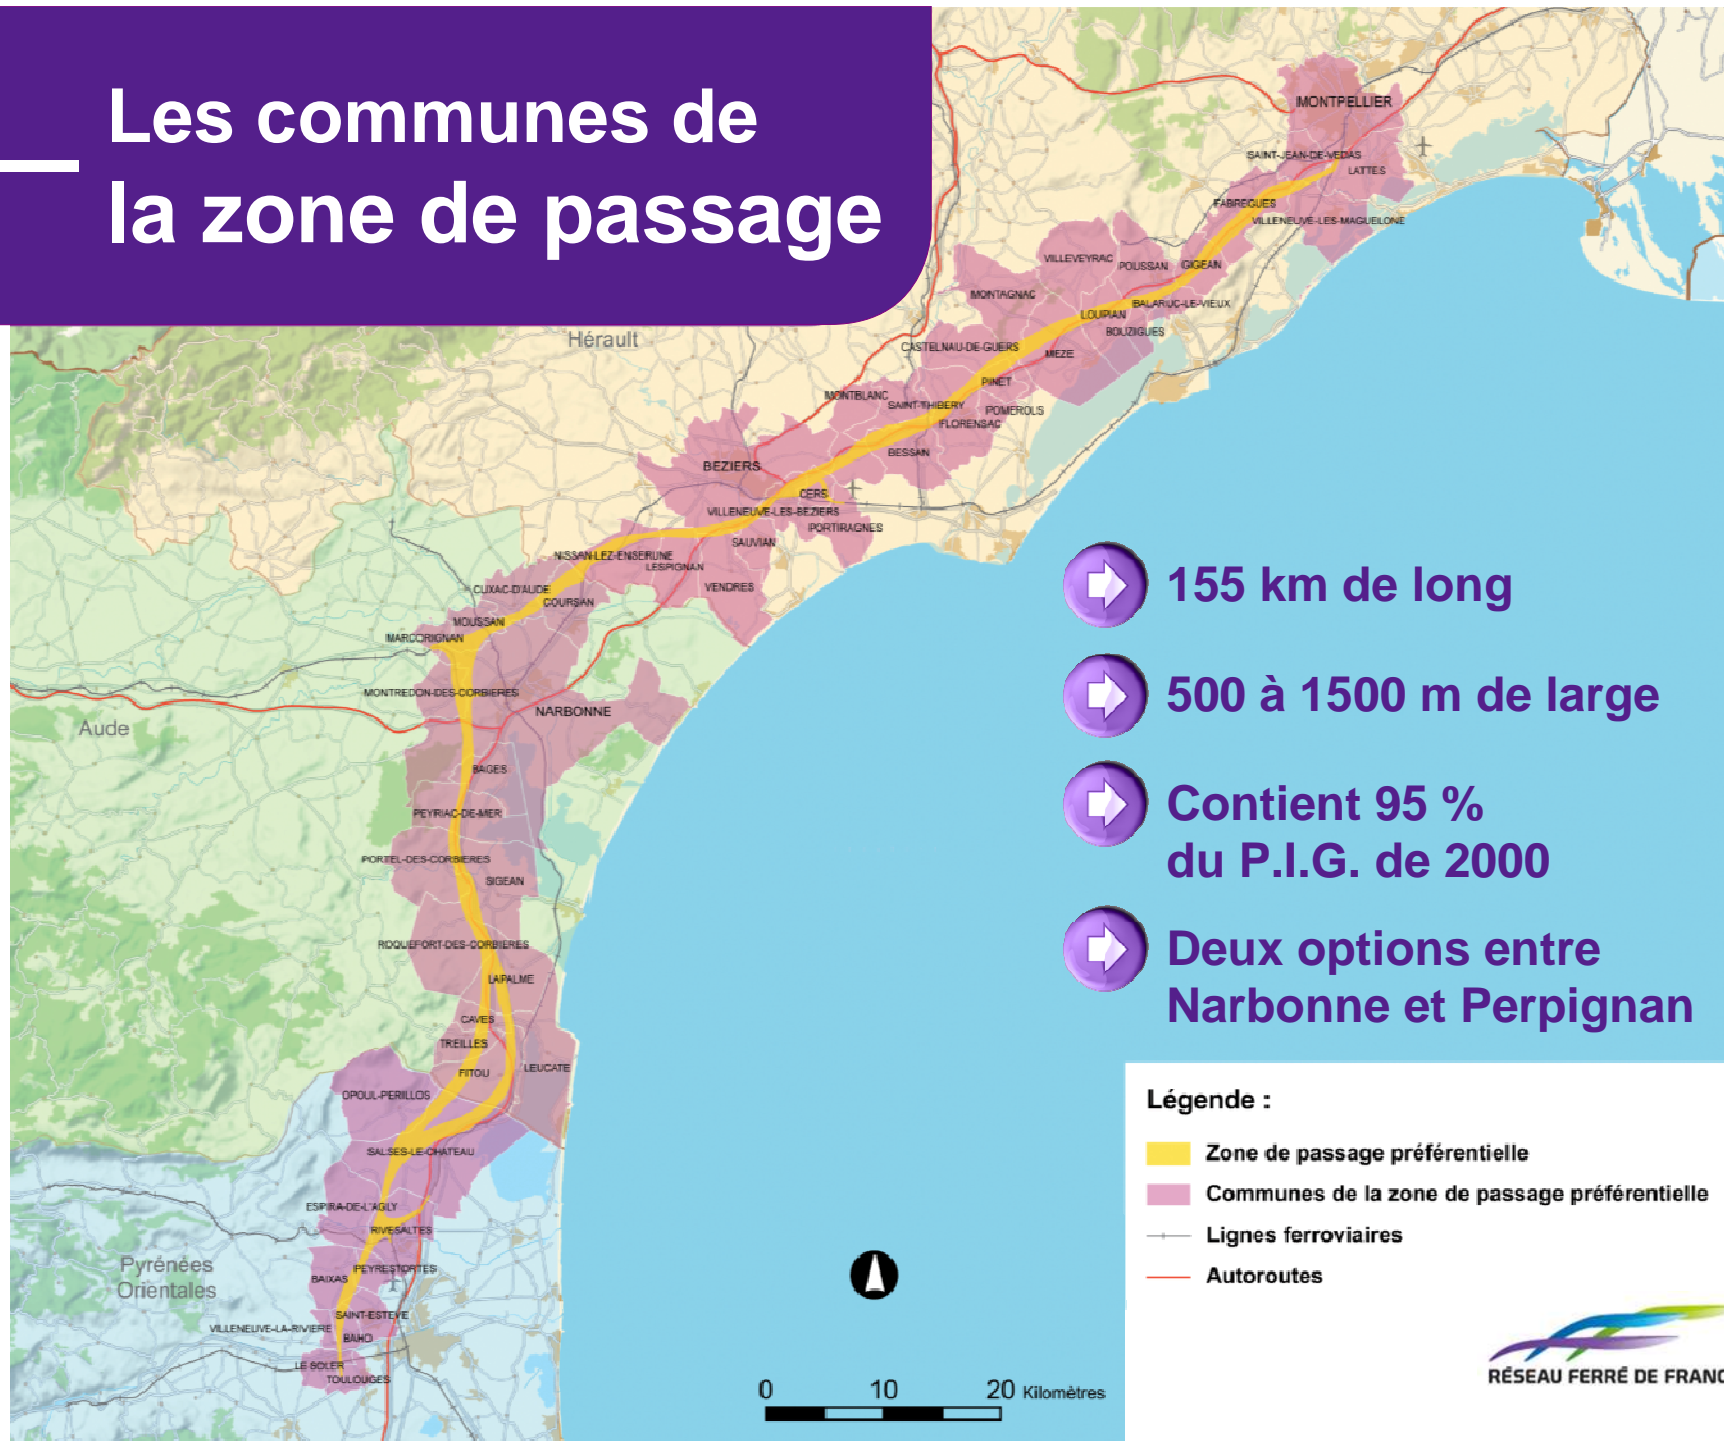 Les communes de
la zone de passage
MONTPELLIER
SAINT-JEAN-DE-VEDAS
LATTES
FABREGUES
VILLENEUVE-LES-MAGUELONE
VILLEVEYRAC
POUSSAN
GIGEAN
MONTAGNAC
BALARUC-LE-VIEUX
LOUPIAN
BOUZIGUES
Hérault
CASTELNAU-DE-GUERS
MEZE
PINET
MONTBLANC
SAINT-THIBERY
POMEROLS
FLORENSAC
BESSAN
BEZIERS
CERS
VILLENEUVE-LES-BEZIERS
PORTIRAGNES
SAUVIAN
NISSAN-LEZ-ENSERUNE
LESPIGNAN
VENDRES
CUXAC-D'AUDE
COURSAN
MOUSSAN
MARCORIGNAN
MONTREDON-DES-CORBIERES
NARBONNE
Aude
BAGES
PEYRIAC-DE-MER
PORTEL-DES-CORBIERES
SIGEAN
ROQUEFORT-DES-CORBIERES
LAPALME
CAVES
TREILLES
FITOU
LEUCATE
OPOUL-PERILLOS
SALSES-LE-CHATEAU
ESPIRA-DE-L'AGLY
RIVESALTES
Pyrénées
Orientales
PEYRESTORTES
BAIXAS
SAINT-ESTEVE
VILLENEUVE-LA-RIVIERE
BAHO
LE SOLER
TOULOUGES
155 km de long
500 à 1500 m de large
Contient 95 %
du P.I.G. de 2000
Deux options entre
Narbonne et Perpignan
Légende :
Zone de passage préférentielle
Communes de la zone de passage préférentielle
Lignes ferroviaires
Autoroutes
0 10 20 Kilomètres
RÉSEAU FERRÉ DE FRANC